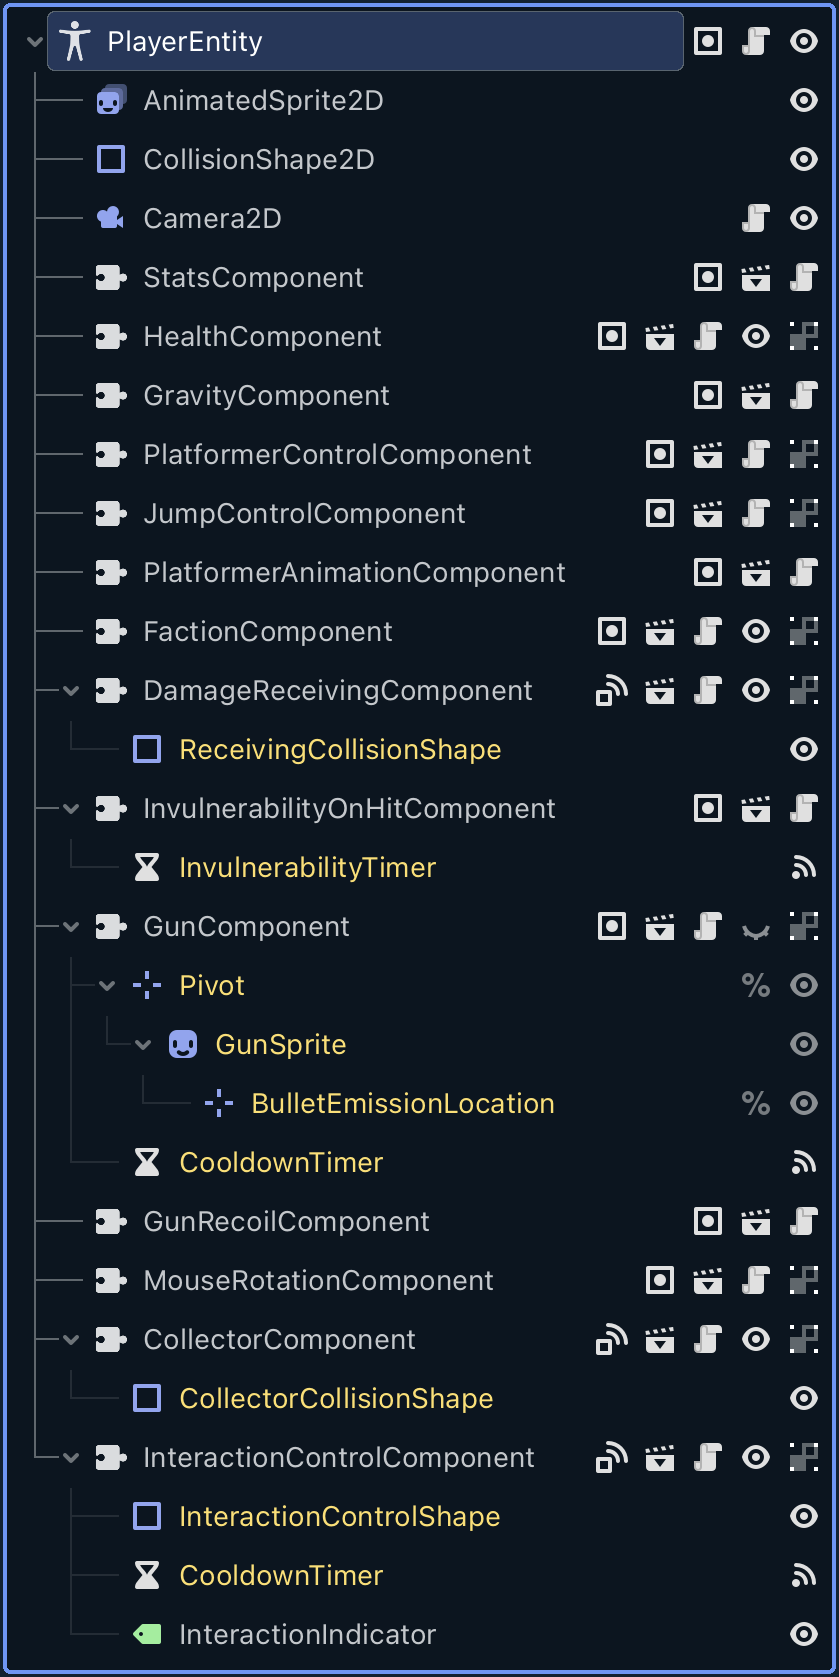 PlayerEntity
AnimatedSprite2D
CollisionShape2D
Camera2D
StatsComponent
HealthComponent
GravityComponent
PlatformerControlComponent
JumpControlComponent
PlatformerAnimationComponent
FactionComponent
DamageReceivingComponent
ReceivingCollisionShape
InvulnerabilityOnHitComponent
InvulnerabilityTimer
GunComponent
Pivot %
GunSprite
BulletEmissionLocation %
CooldownTimer
GunRecoilComponent
MouseRotationComponent
CollectorComponent
CollectorCollisionShape
InteractionControlComponent
InteractionControlShape
CooldownTimer
InteractionIndicator